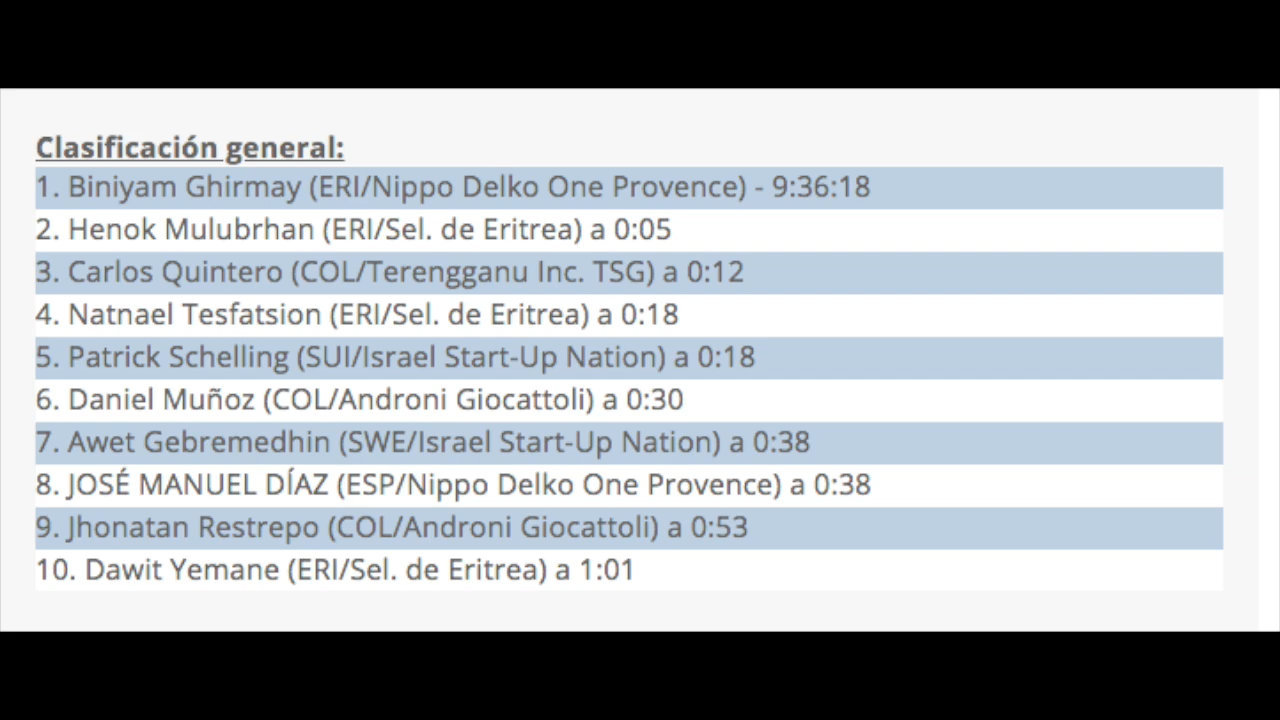 Clasificación general:
1. Biniyam Ghirmay (ERI/Nippo Delko One Provence) - 9:36:18
2. Henok Mulubrhan (ERI/Sel. de Eritrea) a 0:05
3. Carlos Quintero (COL/Terengganu Inc. TSG) a 0:12
4. Natnael Tesfatsion (ERI/Sel. de Eritrea) a 0:18
5. Patrick Schelling (SUI/Israel Start-Up Nation) a 0:18
6. Daniel Muñoz (COL/Androni Giocattoli) a 0:30
7. Awet Gebremedhin (SWE/Israel Start-Up Nation) a 0:38
8. JOSÉ MANUEL DÍAZ (ESP/Nippo Delko One Provence) a 0:38
9. Jhonatan Restrepo (COL/Androni Giocattoli) a 0:53
10. Dawit Yemane (ERI/Sel. de Eritrea) a 1:01